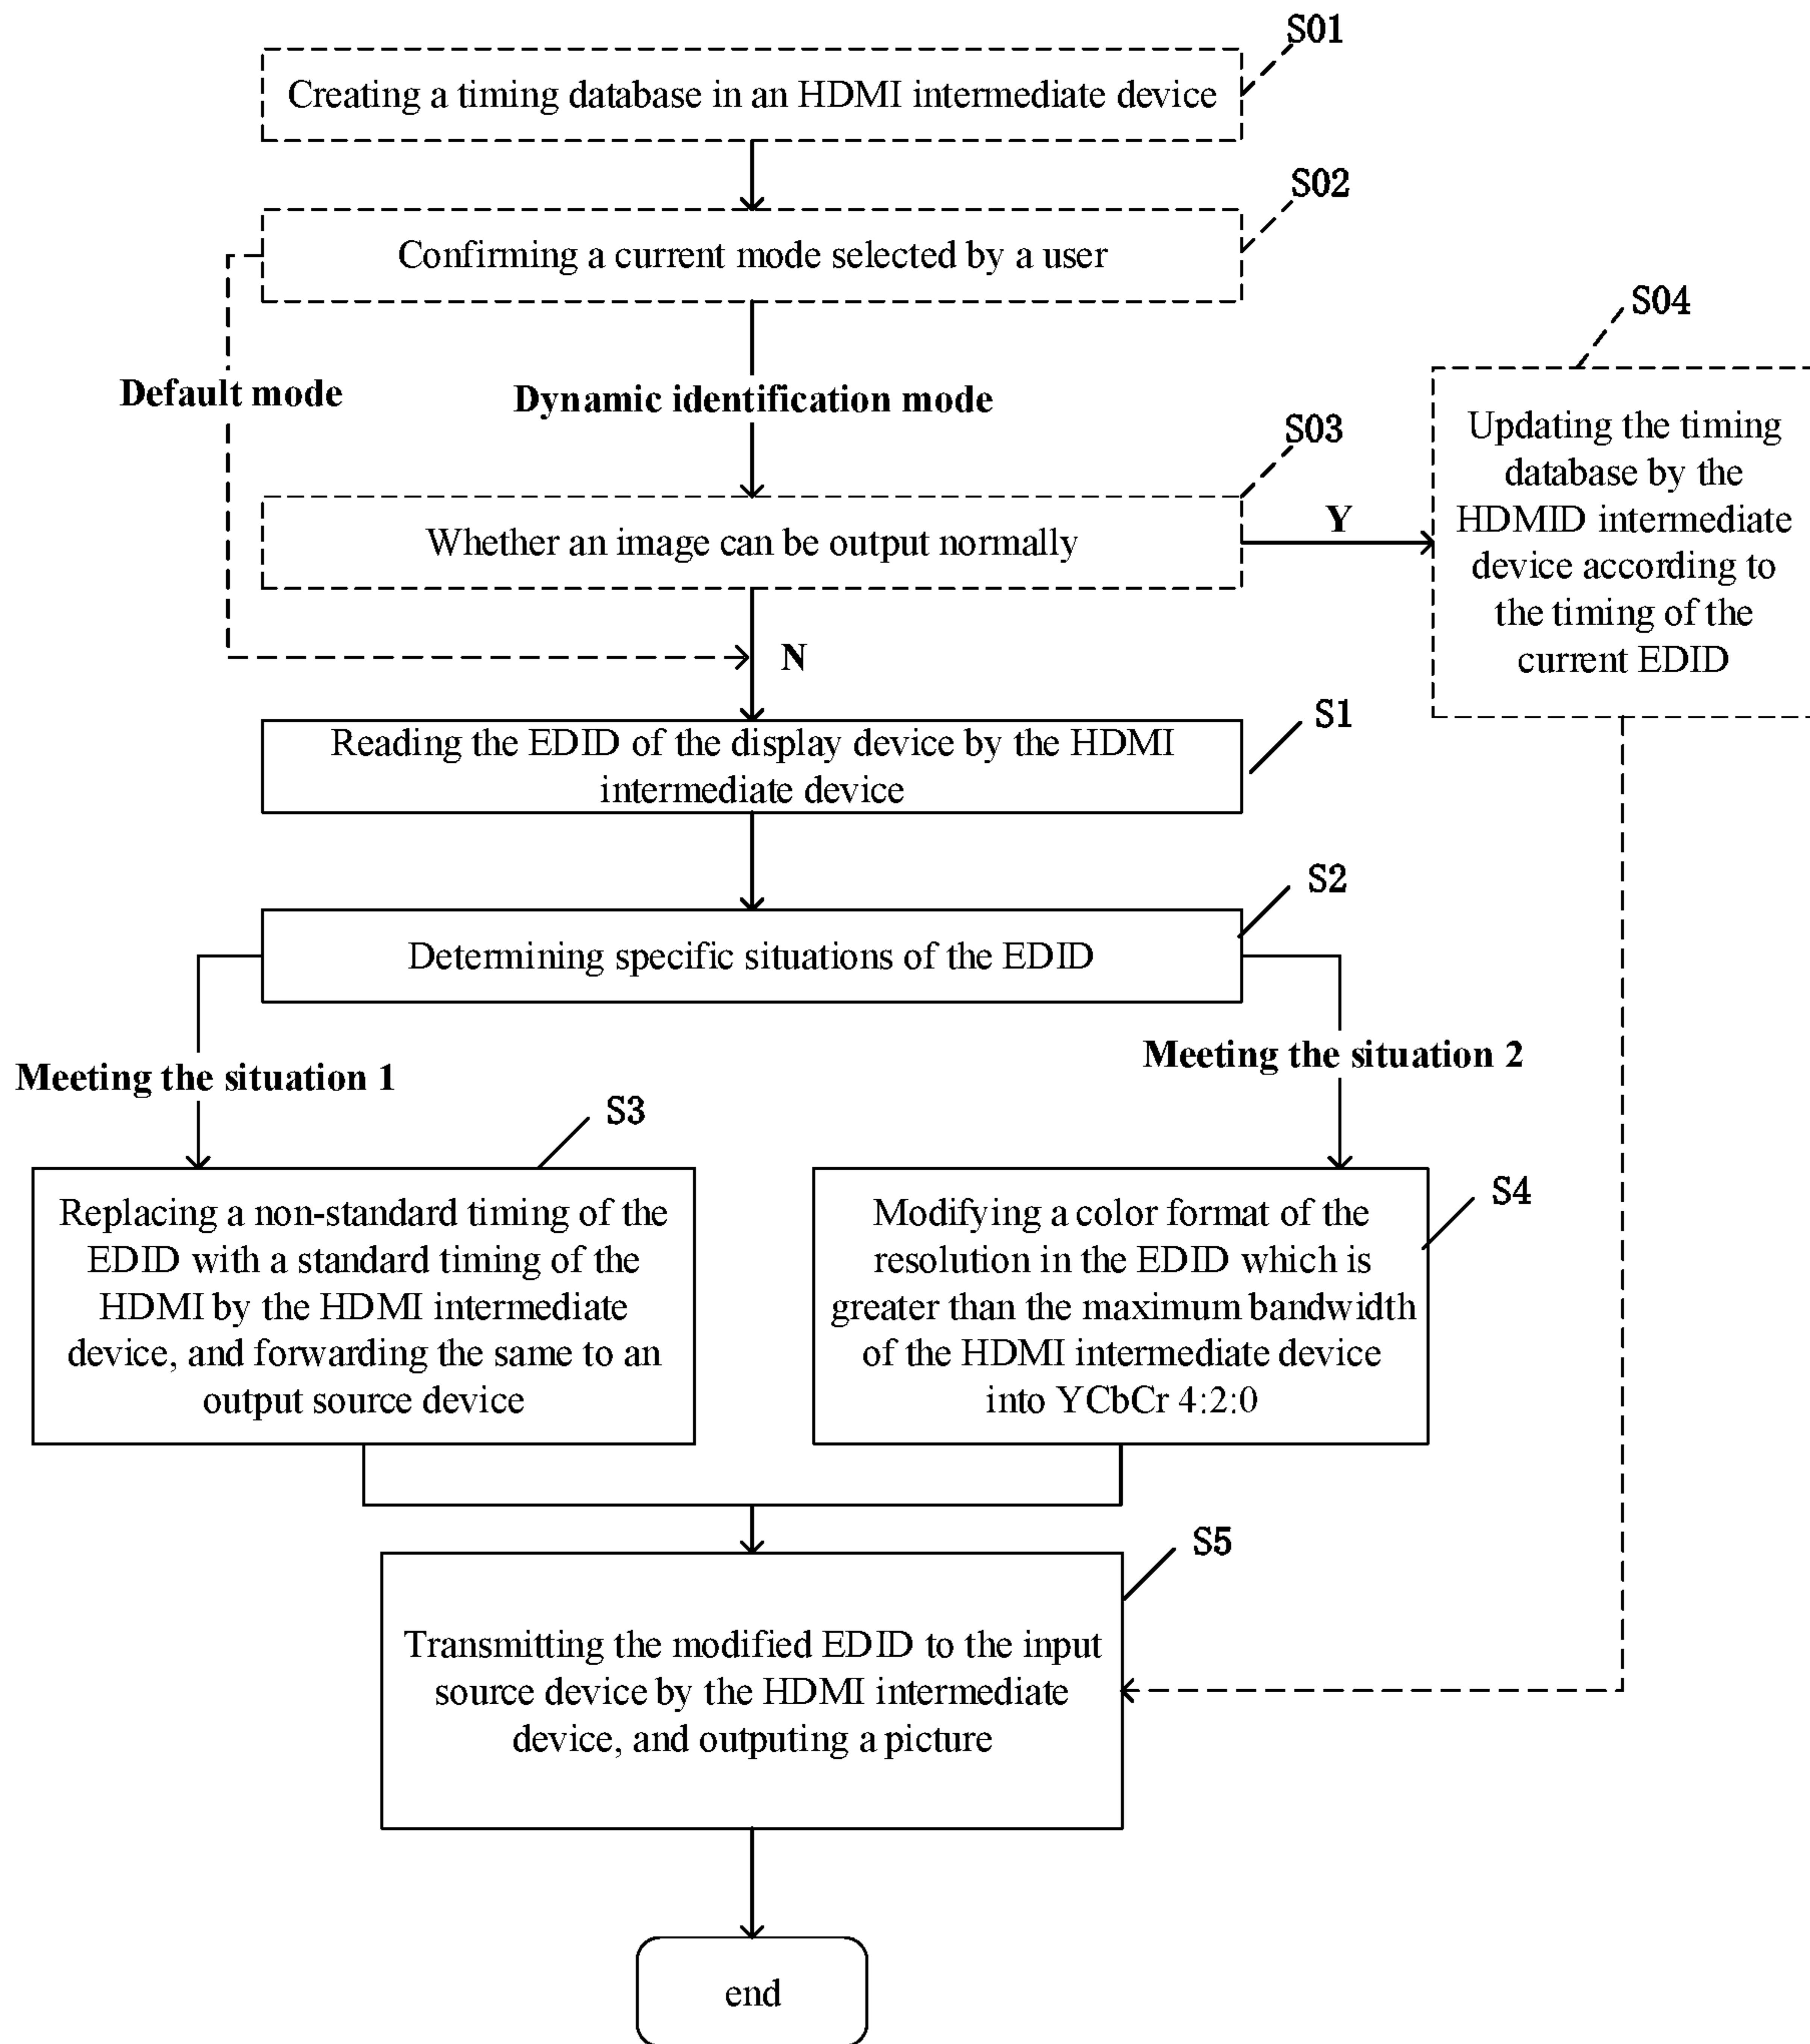 S01
Creating a timing database in an HDMI intermediate device
S02
Confirming a current mode selected by a user
S04
Default mode
Dynamic identification mode
Updating the timing
database by the
HDMID intermediate
device according to
the timing of the
current EDID
S03
Whether an image can be output normally
Y
N
S1
Reading the EDID of the display device by the HDMI
intermediate device
S2
Determining specific situations of the EDID
Meeting the situation 1
Meeting the situation 2
S3
Replacing a non-standard timing of the
EDID with a standard timing of the
HDMI by the HDMI intermediate
device, and forwarding the same to an
output source device
S4
Modifying a color format of the
resolution in the EDID which is
greater than the maximum bandwidth
of the HDMI intermediate device
into YCbCr 4:2:0
S5
Transmitting the modified EDID to the input
source device by the HDMI intermediate
device, and outputing a picture
end